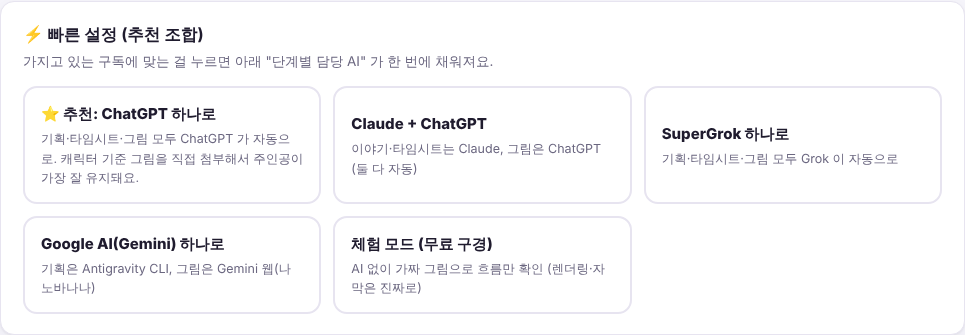 ⚡ 빠른 설정 (추천 조합)
가지고 있는 구독에 맞는 걸 누르면 아래 "단계별 담당 AI" 가 한 번에 채워져요.
⭐ 추천: ChatGPT 하나로
기획·타임시트·그림 모두 ChatGPT 가 자동으
로. 캐릭터 기준 그림을 직접 첨부해서 주인공이
가장 잘 유지돼요.
Claude + ChatGPT
이야기·타임시트는 Claude, 그림은 ChatGPT
(둘 다 자동)
SuperGrok 하나로
기획·타임시트·그림 모두 Grok 이 자동으로
Google AI(Gemini) 하나로
기획은 Antigravity CLI, 그림은 Gemini 웹(나
노바나나)
체험 모드 (무료 구경)
AI 없이 가짜 그림으로 흐름만 확인 (렌더링·자
막은 진짜로)